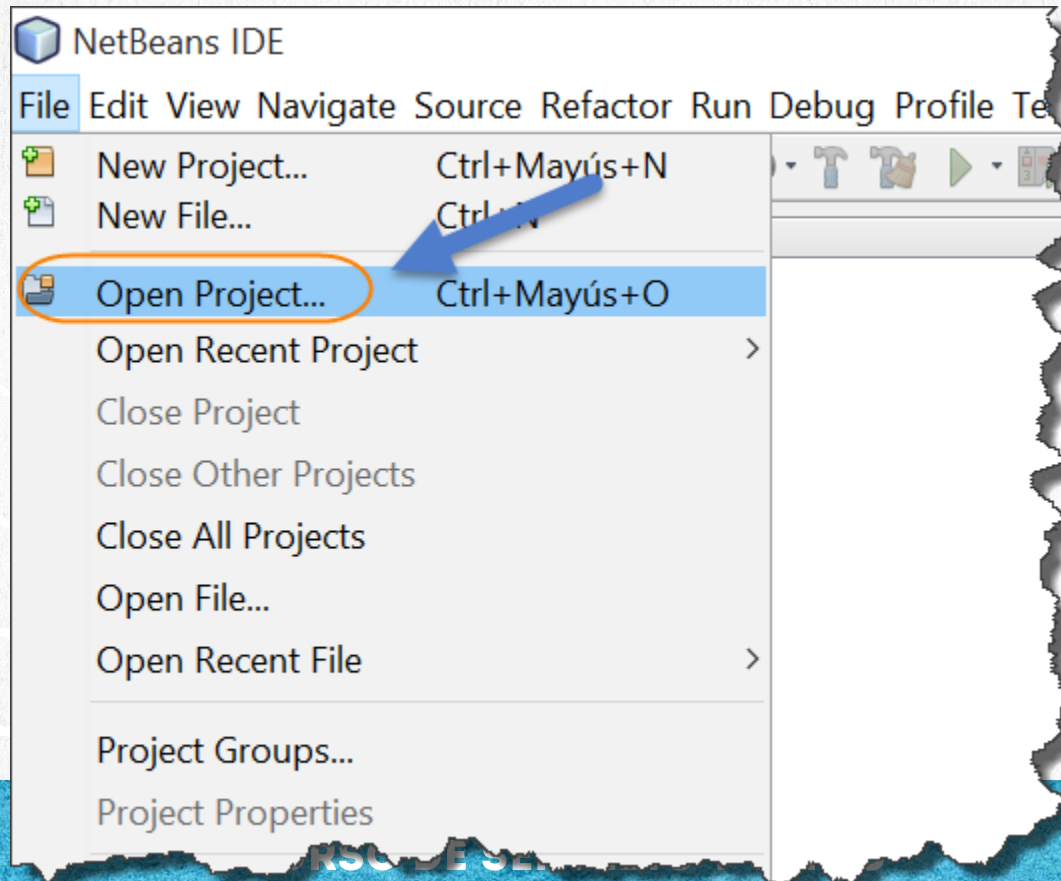 NetBeans IDE
File Edit View Navigate Source Refactor Run Debug Profile
New Project... Ctrl+Mayús+N
New File... Ctrl+N
Open Project... Ctrl+Mayús+O
Open Recent Project
Close Project
Close Other Projects
Close All Projects
Open File...
Open Recent File
Project Groups...
Project Properties
DE